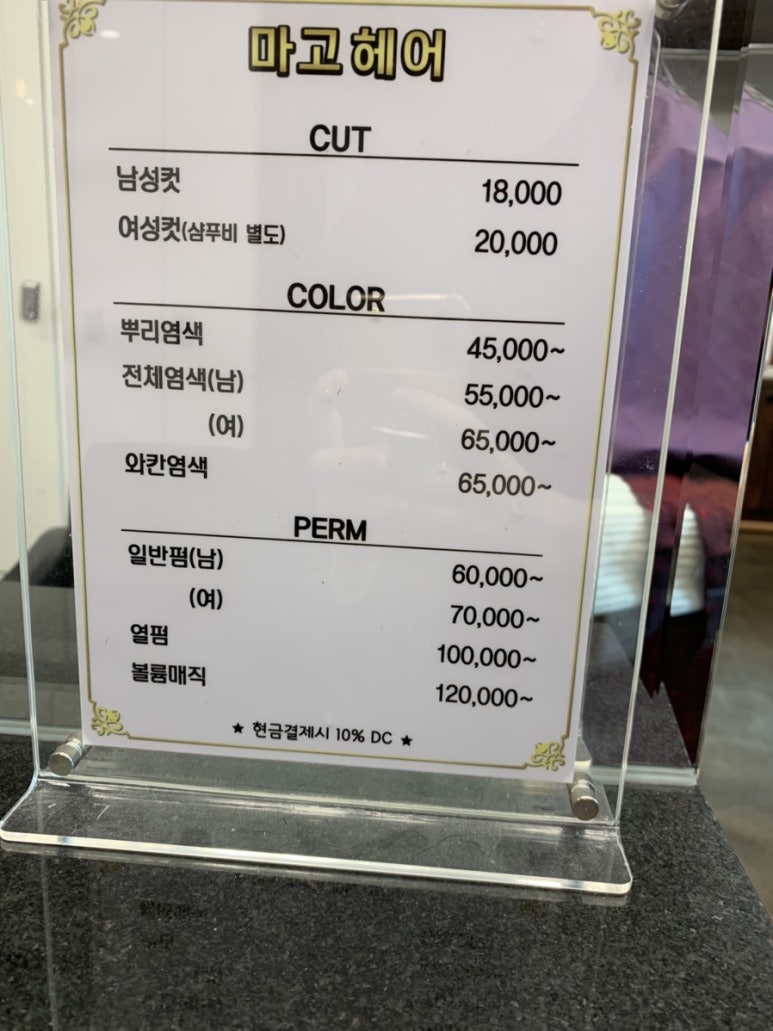 마고헤어
CUT
남성컷 18,000
여성컷(샴푸비 별도) 20,000
COLOR
뿌리염색 45,000~
전체염색(남) 55,000~
(여) 65,000~
와칸염색 65,000~
PERM
일반펌(남) 60,000~
(여) 70,000~
열펌 100,000~
볼륨매직 120,000~
★ 현금결제시 10% DC ★